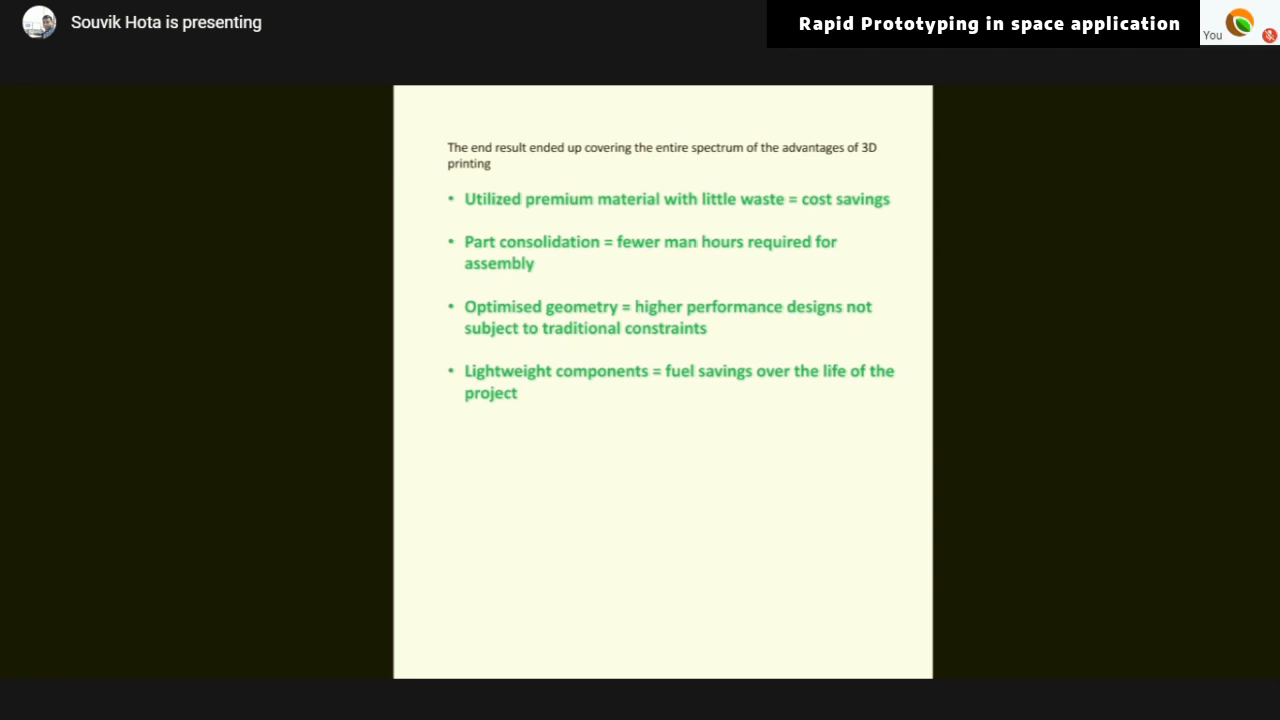 Souvik Hota is presenting
Rapid Prototyping in space application
You
The end result ended up covering the entire spectrum of the advantages of 3D
printing
• Utilized premium material with little waste = cost savings
• Part consolidation = fewer man hours required for
assembly
• Optimised geometry = higher performance designs not
subject to traditional constraints
• Lightweight components = fuel savings over the life of the
project